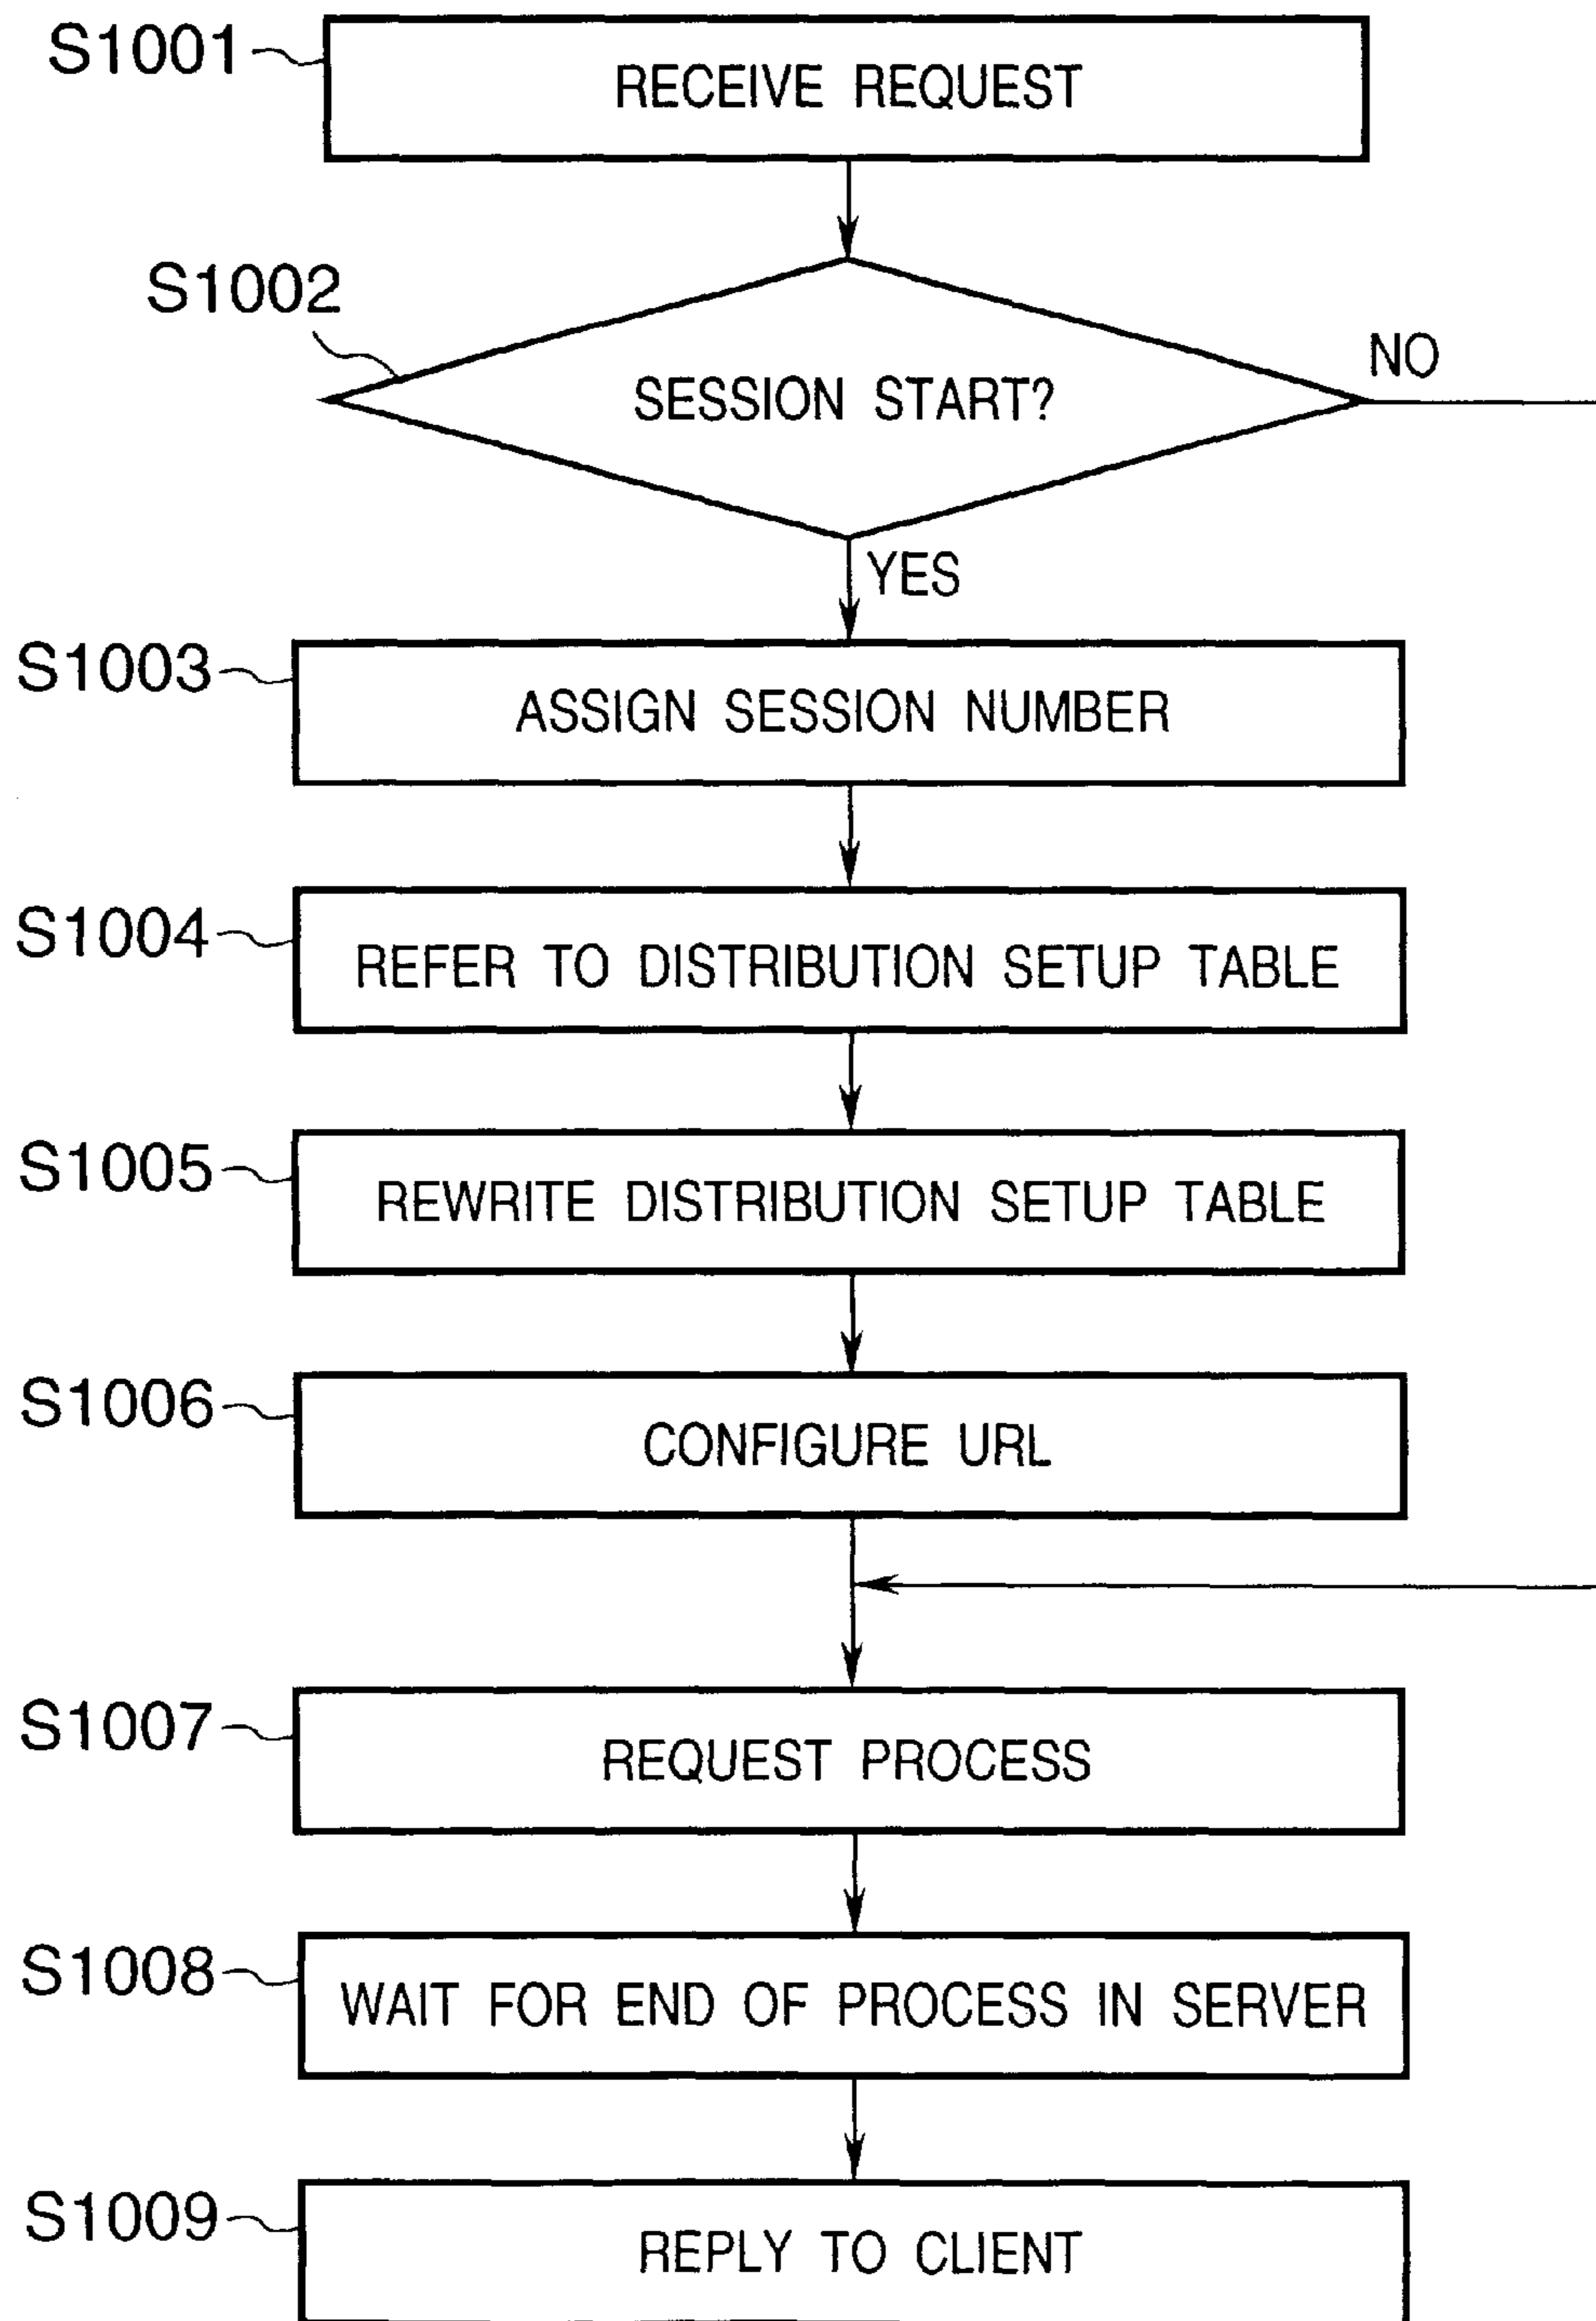 S1001
RECEIVE REQUEST
S1002
SESSION START?
NO
YES
S1003
ASSIGN SESSION NUMBER
S1004
REFER TO DISTRIBUTION SETUP TABLE
S1005
REWRITE DISTRIBUTION SETUP TABLE
S1006
CONFIGURE URL
S1007
REQUEST PROCESS
S1008
WAIT FOR END OF PROCESS IN SERVER
S1009
REPLY TO CLIENT